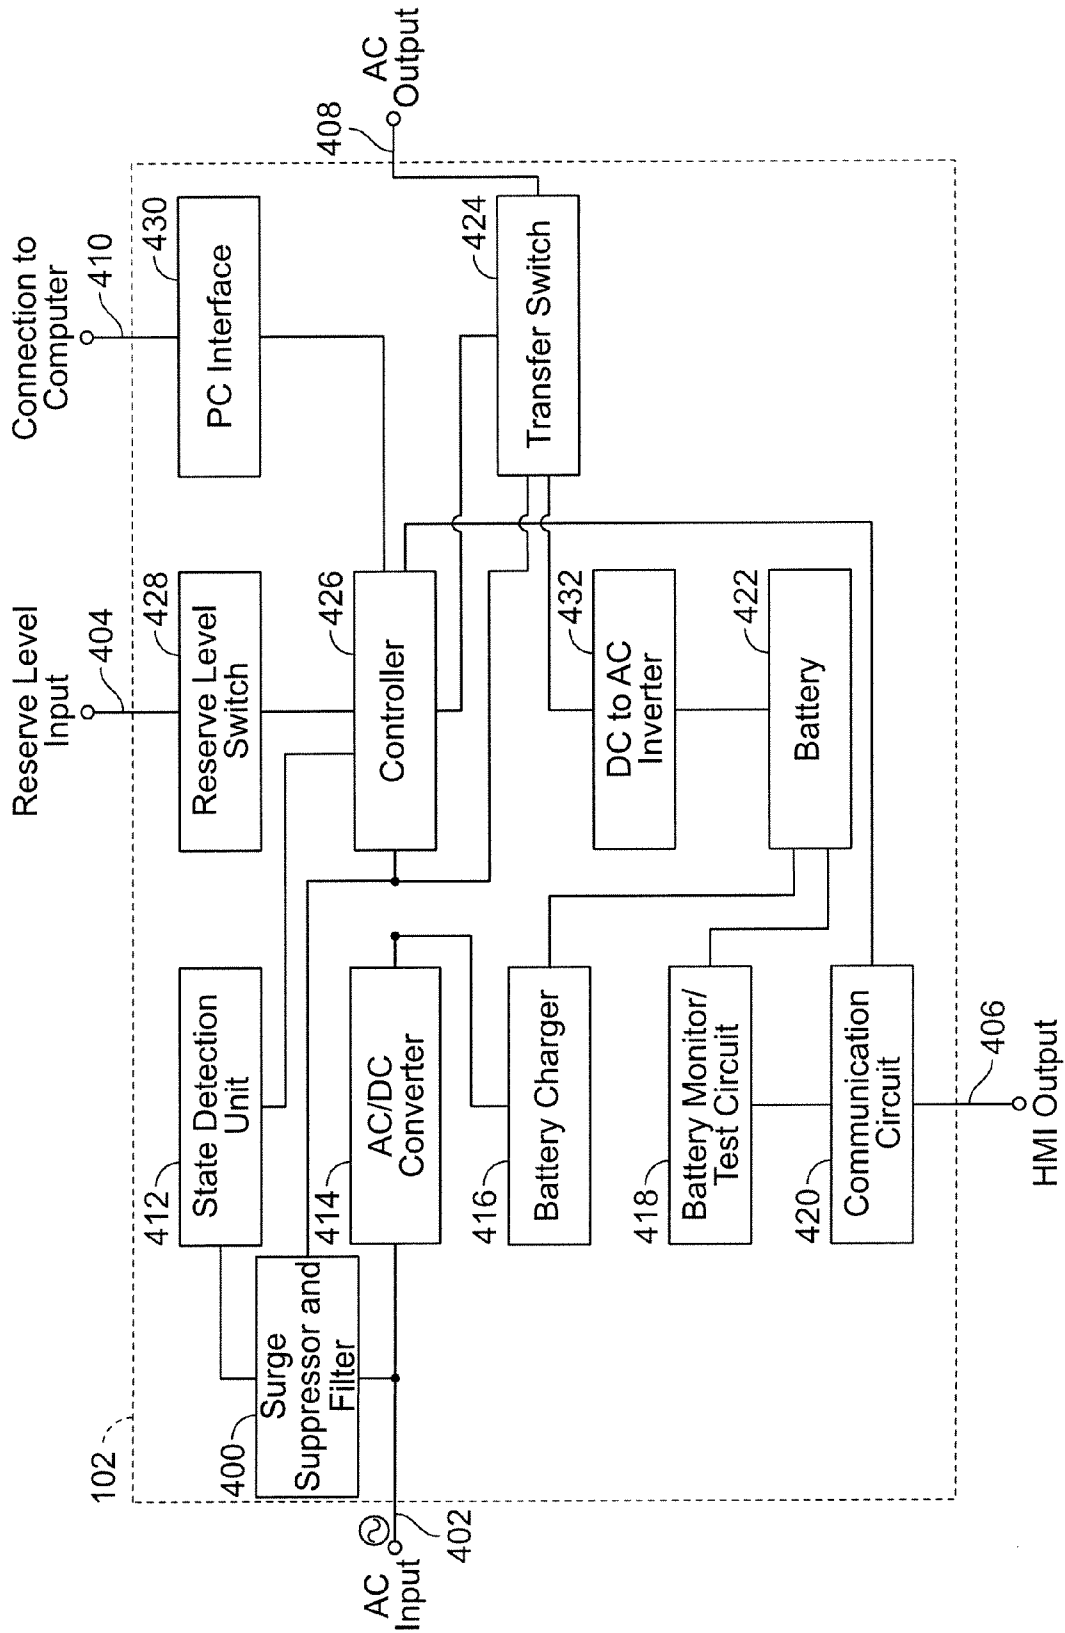 Reserve Level
Input
404
Connection to
Computer
410
102
412
State Detection
Unit
428
Reserve Level
Switch
430
PC Interface
400
Surge
Suppressor and
Filter
AC
Input
402
414
AC/DC
Converter
426
Controller
408
AC
Output
416
Battery Charger
424
Transfer Switch
432
DC to AC
Inverter
418
Battery Monitor/
Test Circuit
422
Battery
420
Communication
Circuit
406
HMI Output